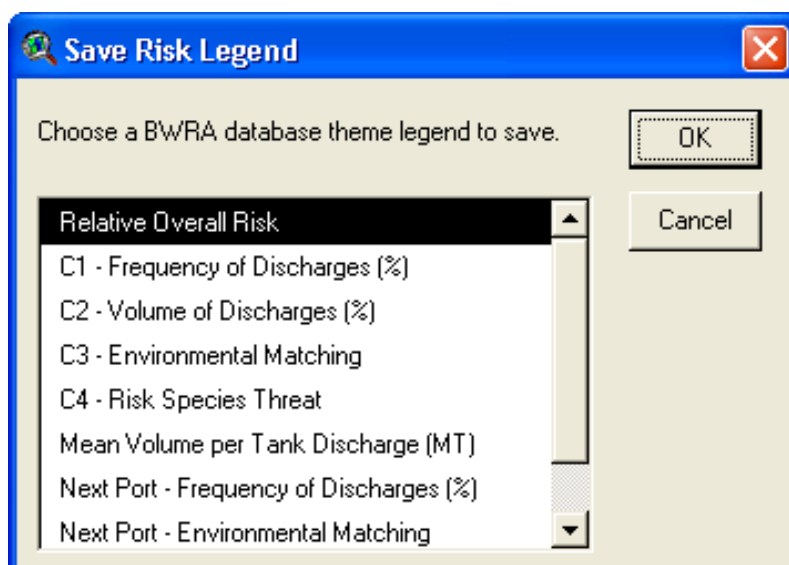 Save Risk Legend
Choose a BWRA database theme legend to save.
OK
Cancel
Relative Overall Risk
C1 - Frequency of Discharges (%)
C2 - Volume of Discharges (%)
C3 - Environmental Matching
C4 - Risk Species Threat
Mean Volume per Tank Discharge (MT)
Next Port - Frequency of Discharges (%)
Next Port - Environmental Matching